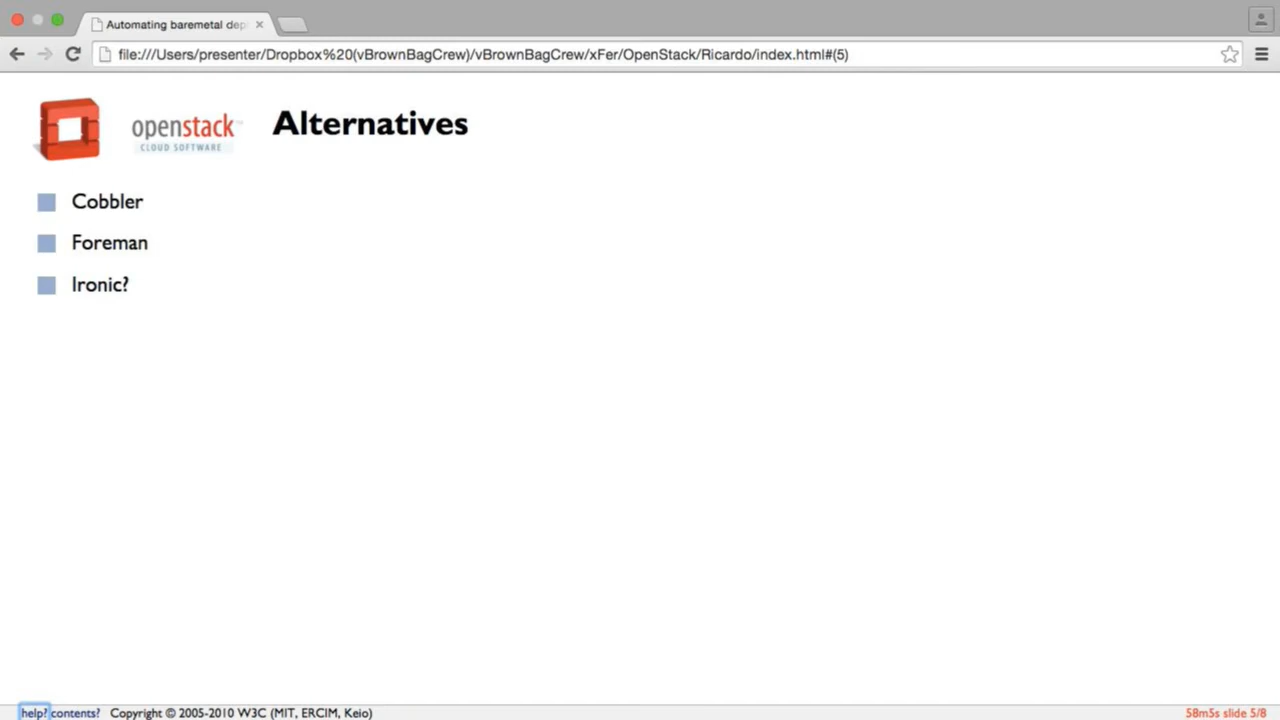 Automating baremetal dep
file:///Users/presenter/Dropbox%20(vBrownBagCrew)/vBrownBagCrew/xFer/OpenStack/Ricardo/index.html#(5)
openstack™
CLOUD SOFTWARE
Alternatives
Cobbler
Foreman
Ironic?
help? contents? Copyright © 2005-2010 W3C (MIT, ERCIM, Keio)
58m5s slide 5/8